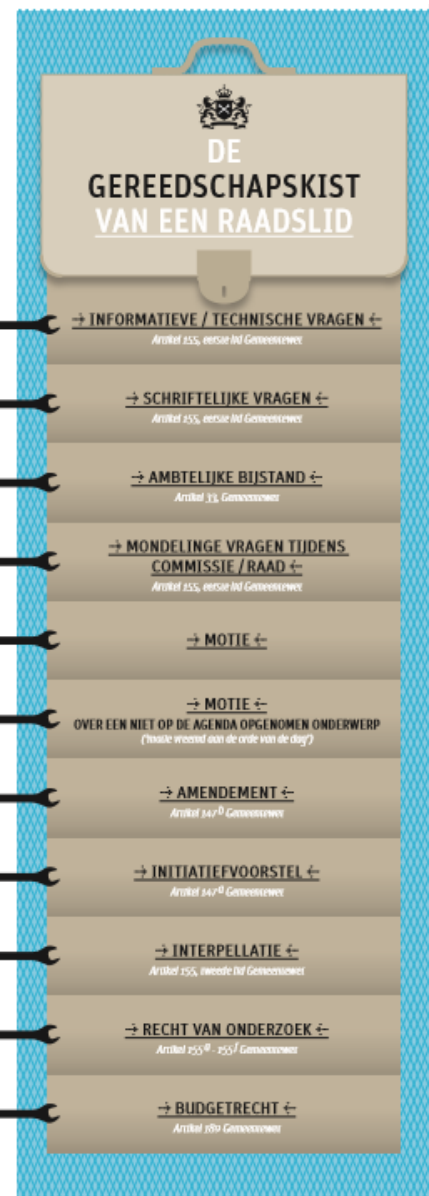 DE
GEREEDSCHAPSKIST
VAN EEN RAADSLID
→ INFORMATIEVE / TECHNISCHE VRAGEN ←
Artikel 155, eerste lid Gemeentewet
→ SCHRIFTELIJKE VRAGEN ←
Artikel 155, eerste lid Gemeentewet
→ AMBTELIJKE BIJSTAND ←
Artikel 33, Gemeentewet
→ MONDELINGE VRAGEN TIJDENS
COMMISSIE / RAAD ←
Artikel 155, eerste lid Gemeentewet
→ MOTIE ←
→ MOTIE ←
OVER EEN NIET OP DE AGENDA OPGENOMEN ONDERWERP
('motie vreemd aan de orde van de dag')
→ AMENDEMENT ←
Artikel 147b Gemeentewet
→ INITIATIEFVOORSTEL ←
Artikel 147a Gemeentewet
→ INTERPELLATIE ←
Artikel 155, tweede lid Gemeentewet
→ RECHT VAN ONDERZOEK ←
Artikel 155a - 155f Gemeentewet
→ BUDGETRECHT ←
Artikel 189 Gemeentewet